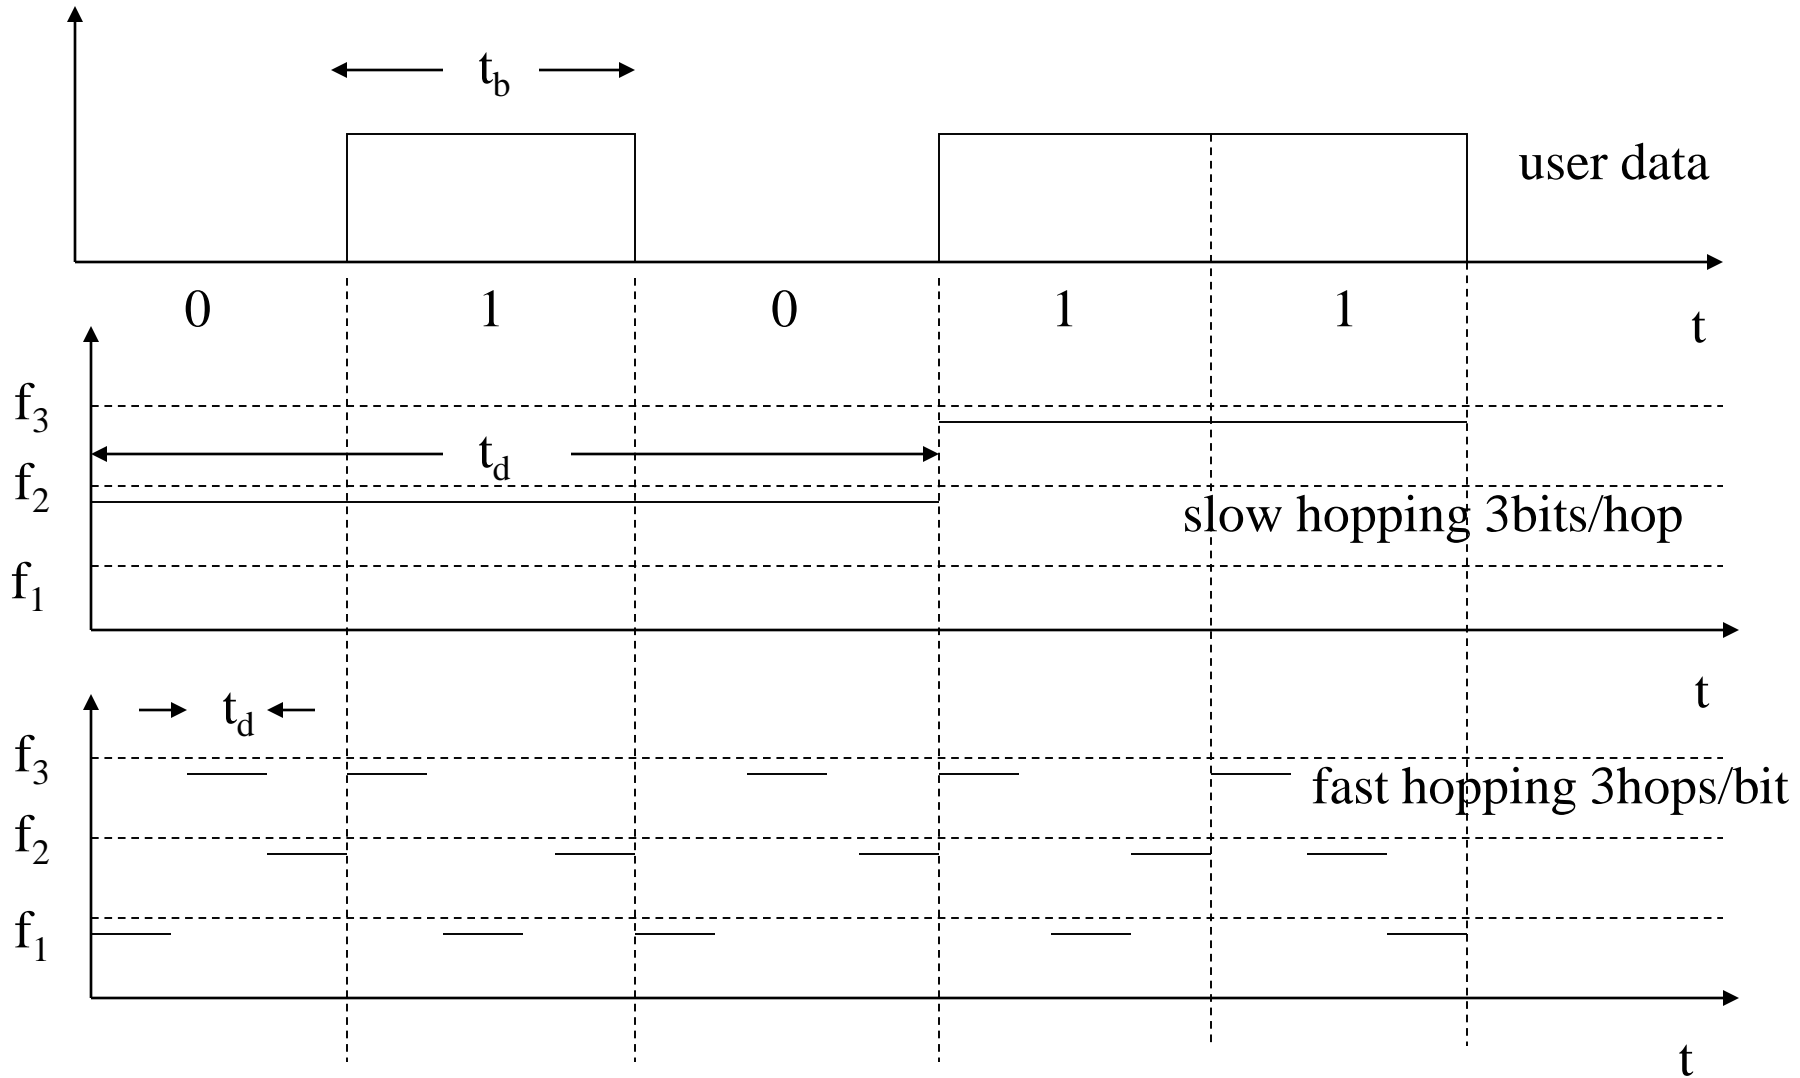 t_b
user data
0 1 0 1 1
t
f_3
t_d
f_2
slow hopping 3bits/hop
f_1
t
t_d
f_3
fast hopping 3hops/bit
f_2
f_1
t